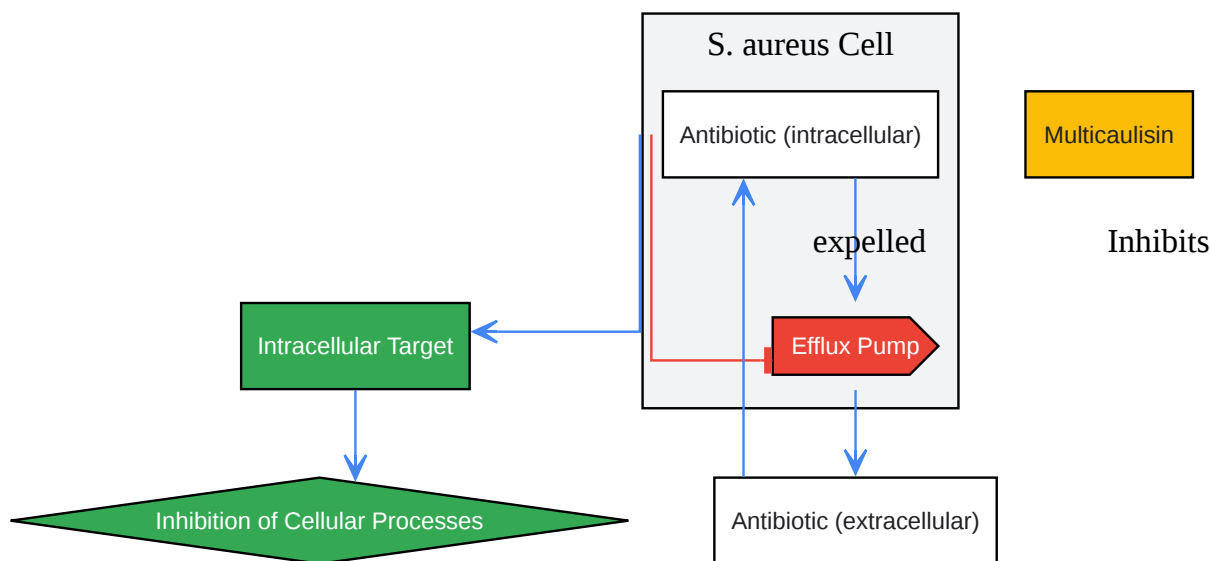 S. aureus Cell
Antibiotic (intracellular)
Multicaulisin
expelled
Inhibits
Intracellular Target
Efflux Pump
Inhibition of Cellular Processes
Antibiotic (extracellular)